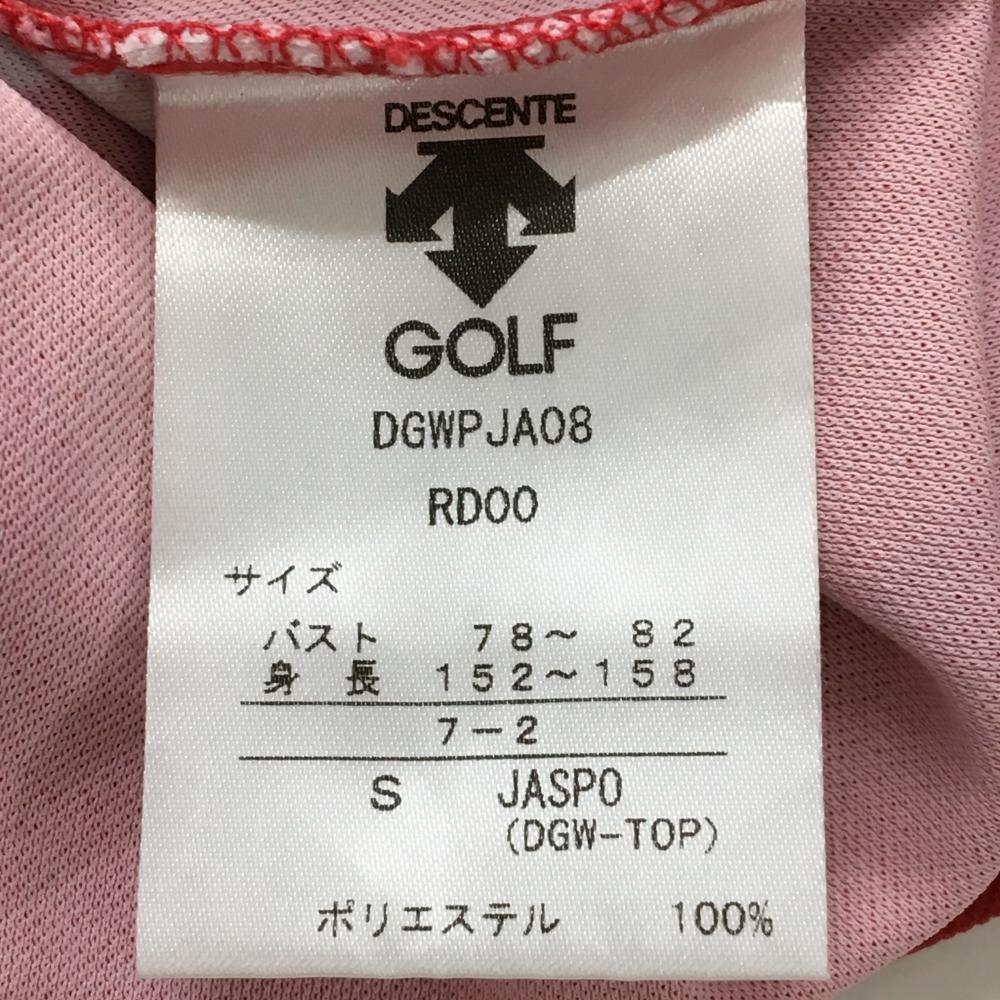 DESCENTE
GOLF
DGWPJA08
RD00
サイズ
バスト 78～ 82
身 長 152～158
7－2
S JASPO
(DGW-TOP)
ポリエステル 100%